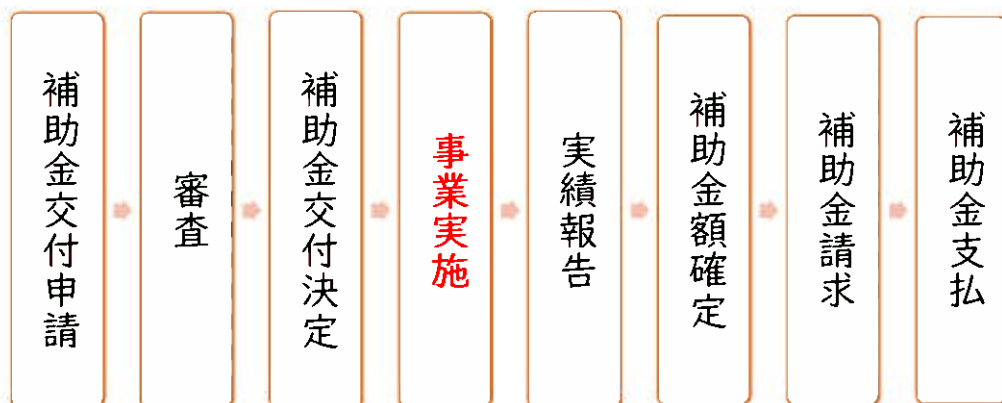 補助金交付申請
審査
補助金交付決定
事業実施
実績報告
補助金額確定
補助金請求
補助金支払